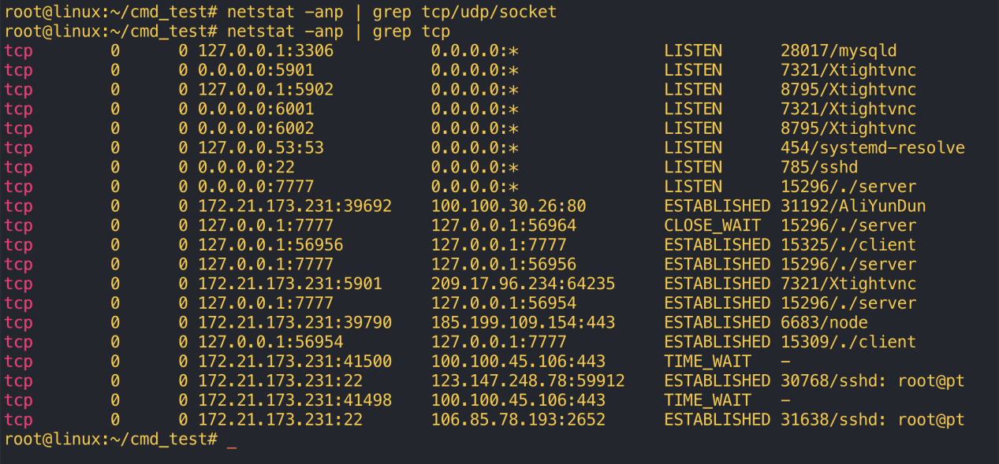 root@linux:~/cmd_test# netstat -anp | grep tcp/udp/socket
root@linux:~/cmd_test# netstat -anp | grep tcp
tcp        0      0 127.0.0.1:3306          0.0.0.0:*               LISTEN      28017/mysqld
tcp        0      0 0.0.0.0:5901            0.0.0.0:*               LISTEN      7321/Xtightvnc
tcp        0      0 127.0.0.1:5902          0.0.0.0:*               LISTEN      8795/Xtightvnc
tcp        0      0 0.0.0.0:6001            0.0.0.0:*               LISTEN      7321/Xtightvnc
tcp        0      0 0.0.0.0:6002            0.0.0.0:*               LISTEN      8795/Xtightvnc
tcp        0      0 127.0.0.53:53           0.0.0.0:*               LISTEN      454/systemd-resolve
tcp        0      0 0.0.0.0:22              0.0.0.0:*               LISTEN      785/sshd
tcp        0      0 0.0.0.0:7777            0.0.0.0:*               LISTEN      15296/./server
tcp        0      0 172.21.173.231:39692    100.100.30.26:80        ESTABLISHED 31192/AliYunDun
tcp        0      0 127.0.0.1:7777          127.0.0.1:56964         CLOSE_WAIT  15296/./server
tcp        0      0 127.0.0.1:56956         127.0.0.1:7777          ESTABLISHED 15325/./client
tcp        0      0 127.0.0.1:7777          127.0.0.1:56956         ESTABLISHED 15296/./server
tcp        0      0 172.21.173.231:5901     209.17.96.234:64235     ESTABLISHED 7321/Xtightvnc
tcp        0      0 127.0.0.1:7777          127.0.0.1:56954         ESTABLISHED 15296/./server
tcp        0      0 172.21.173.231:39790    185.199.109.154:443     ESTABLISHED 6683/node
tcp        0      0 127.0.0.1:56954         127.0.0.1:7777          ESTABLISHED 15309/./client
tcp        0      0 172.21.173.231:41500    100.100.45.106:443      TIME_WAIT   -
tcp        0      0 172.21.173.231:22       123.147.248.78:59912    ESTABLISHED 30768/sshd: root@pt
tcp        0      0 172.21.173.231:41498    100.100.45.106:443      TIME_WAIT   -
tcp        0      0 172.21.173.231:22       106.85.78.193:2652      ESTABLISHED 31638/sshd: root@pt
root@linux:~/cmd_test# _